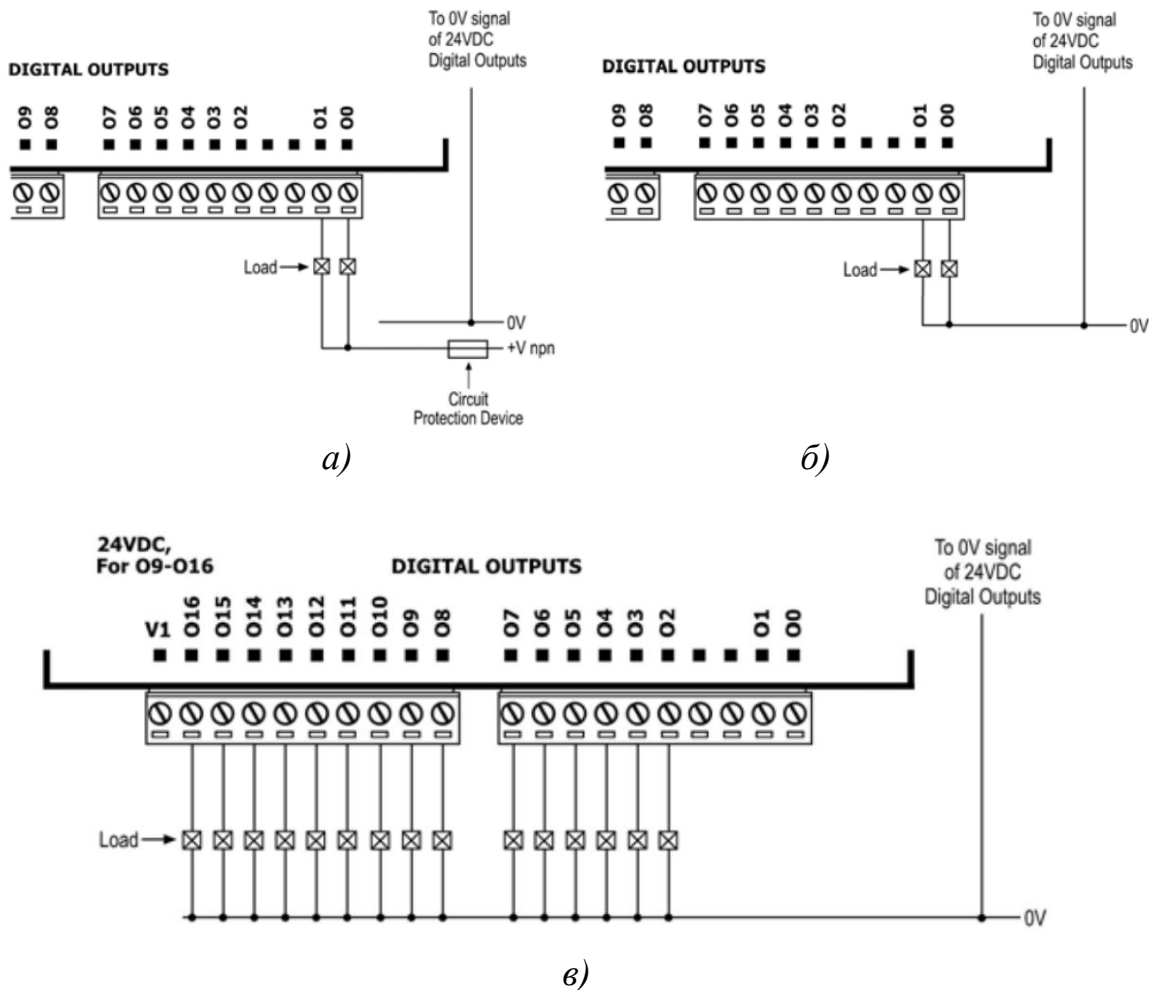 To 0V signal
of 24VDC
Digital Outputs
DIGITAL OUTPUTS
O9 O8 O7 O6 O5 O4 O3 O2 O1 O0
Load
0V
+V npn
Circuit
Protection Device
а)
To 0V signal
of 24VDC
Digital Outputs
DIGITAL OUTPUTS
O9 O8 O7 O6 O5 O4 O3 O2 O1 O0
Load
0V
б)
24VDC,
For O9-O16
DIGITAL OUTPUTS
To 0V signal
of 24VDC
Digital Outputs
V1 O16 O15 O14 O13 O12 O11 O10 O9 O8 O7 O6 O5 O4 O3 O2 O1 O0
Load
0V
в)